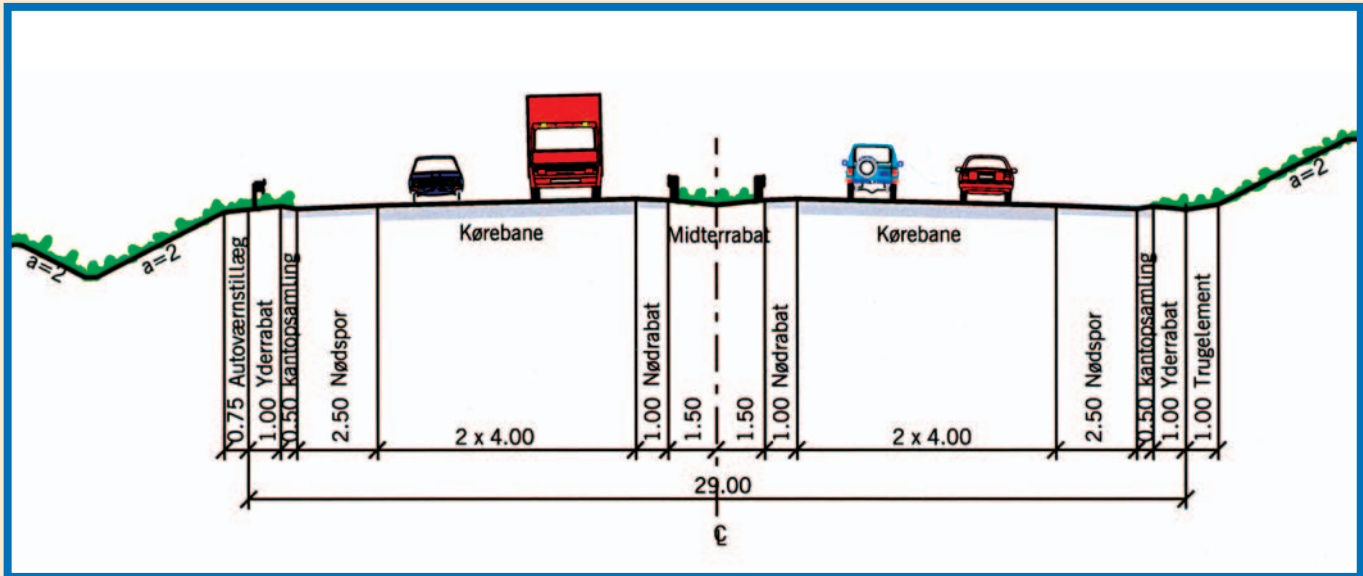 a=2
a=2
a=2
Kørebane
Midterrabat
Kørebane
0.75 Autoværnstillæg
1.00 Yderrabat
0.50 kantopsamling
2.50 Nødspor
2 x 4.00
1.00 Nødrabat
1.50
1.50
1.00 Nødrabat
2 x 4.00
2.50 Nødspor
0.50 kantopsamling
1.00 Yderrabat
1.00 Trugelement
29.00
℄